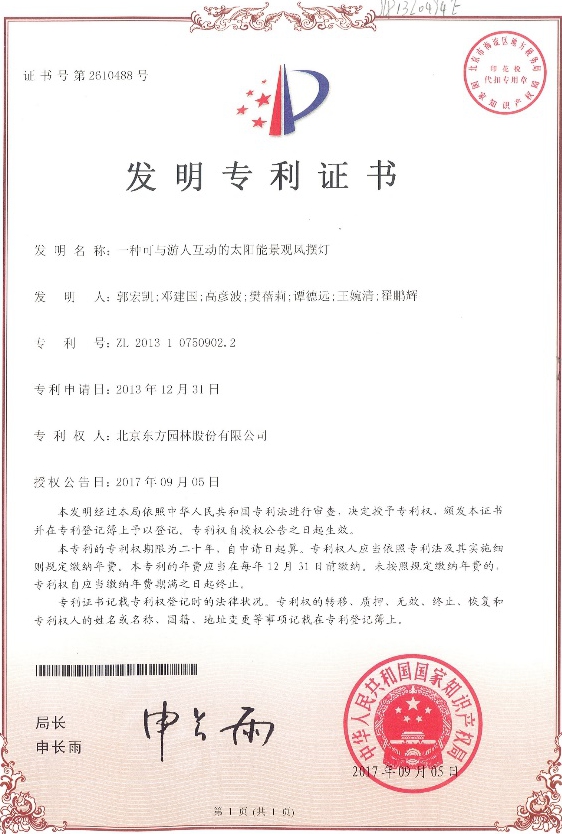 证书号第2610488号
北京市海淀区地方税务局
印花税
代扣专用章
国家知识产权局
发明专利证书
发明名称：一种可与游人互动的太阳能景观风摆灯
发明人：郭宏凯;邓建国;高彦波;樊蓓莉;谭德远;王婉清;翟鹏辉
专利号：ZL 2013 1 0750902.2
专利申请日：2013年12月31日
专利权人：北京东方园林股份有限公司
授权公告日：2017年09月05日
本发明经过本局依照中华人民共和国专利法进行审查，决定授予专利权，颁发本证书
并在专利登记簿上予以登记。专利权自授权公告之日起生效。
本专利的专利权期限为二十年，自申请日起算。专利权人应当依照专利法及其实施细
则规定缴纳年费。本专利的年费应当在每年12月31日前缴纳。未按照规定缴纳年费的，
专利权自应当缴纳年费期满之日起终止。
专利证书记载专利权登记时的法律状况。专利权的转移、质押、无效、终止、恢复和
专利权人的姓名或名称、国籍、地址变更等事项记载在专利登记簿上。
局长
申长雨
申长雨
中华人民共和国国家知识产权局
2017年09月05日
第1页(共1页)